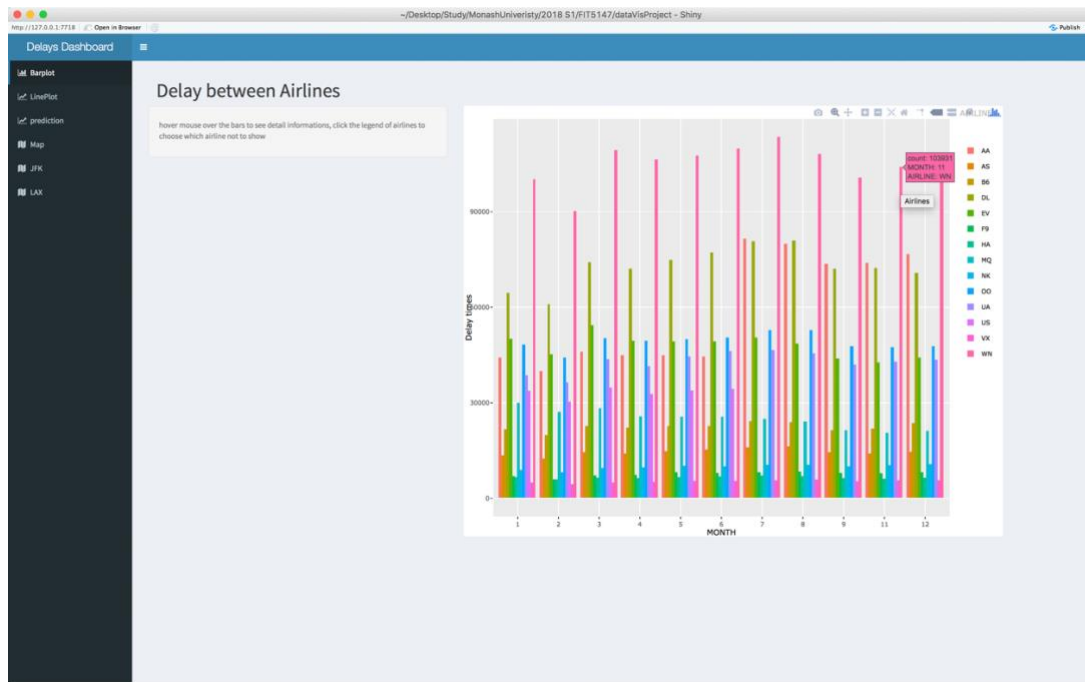 ~/Desktop/Study/MonashUniveristy/2018 S1/FIT5147/dataVisProject - Shiny
http://127.0.0.1:7718
Open in Browser
Publish
Delays Dashboard
Barplot
LinePlot
prediction
Map
JFK
LAX
Delay between Airlines
hover mouse over the bars to see detail informations, click the legend of airlines to
choose which airline not to show
count: 103931
MONTH: 11
AIRLINE: WN
Airlines
AA
AS
B6
DL
EV
F9
HA
MQ
NK
OO
UA
US
VX
WN
90000
60000
30000
0
Delay times
1 2 3 4 5 6 7 8 9 11 12
MONTH